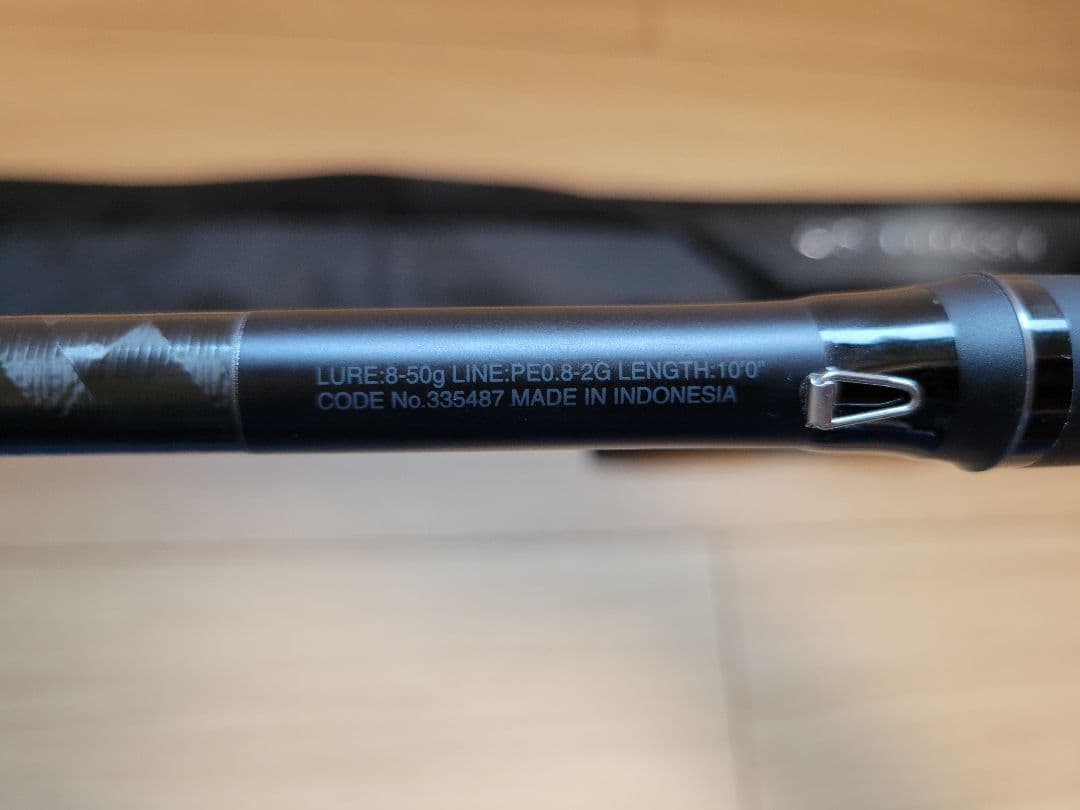 LURE:8-50g LINE:PE0.8-2G LENGTH:10'0"
CODE No.335487 MADE IN INDONESIA